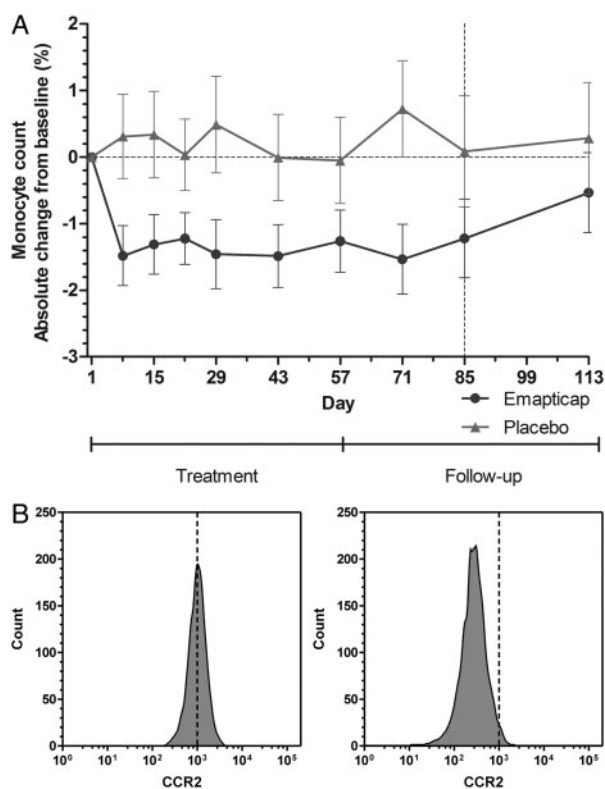 A
Monocyte count
Absolute change from baseline (%)
2
1
0
-1
-2
-3
1 15 29 43 57 71 85 99 113
Day
Emapticap
Placebo
Treatment Follow-up
B
250
200
150
100
50
0
Count
10⁰ 10¹ 10² 10³ 10⁴ 10⁵
CCR2
250
200
150
100
50
0
Count
10⁰ 10¹ 10² 10³ 10⁴ 10⁵
CCR2